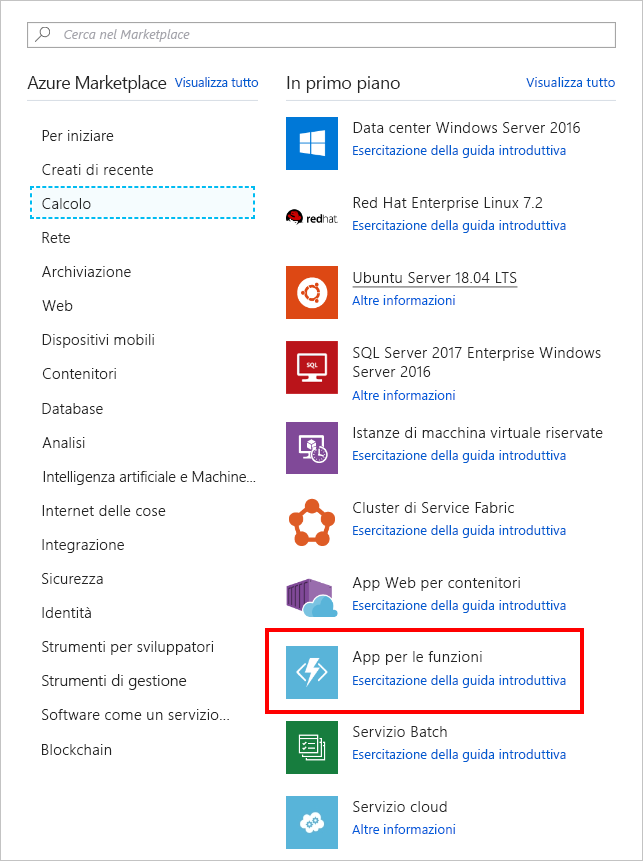 Cerca nel Marketplace
Azure Marketplace Visualizza tutto
Per iniziare
Creati di recente
Calcolo
Rete
Archiviazione
Web
Dispositivi mobili
Contenitori
Database
Analisi
Intelligenza artificiale e Machine...
Internet delle cose
Integrazione
Sicurezza
Identità
Strumenti per sviluppatori
Strumenti di gestione
Software come un servizio...
Blockchain
In primo piano Visualizza tutto
Data center Windows Server 2016
Esercitazione della guida introduttiva
redhat.
Red Hat Enterprise Linux 7.2
Esercitazione della guida introduttiva
Ubuntu Server 18.04 LTS
Altre informazioni
SQL
SQL Server 2017 Enterprise Windows
Server 2016
Altre informazioni
Istanze di macchina virtuale riservate
Esercitazione della guida introduttiva
Cluster di Service Fabric
Esercitazione della guida introduttiva
App Web per contenitori
Esercitazione della guida introduttiva
App per le funzioni
Esercitazione della guida introduttiva
Servizio Batch
Esercitazione della guida introduttiva
Servizio cloud
Altre informazioni